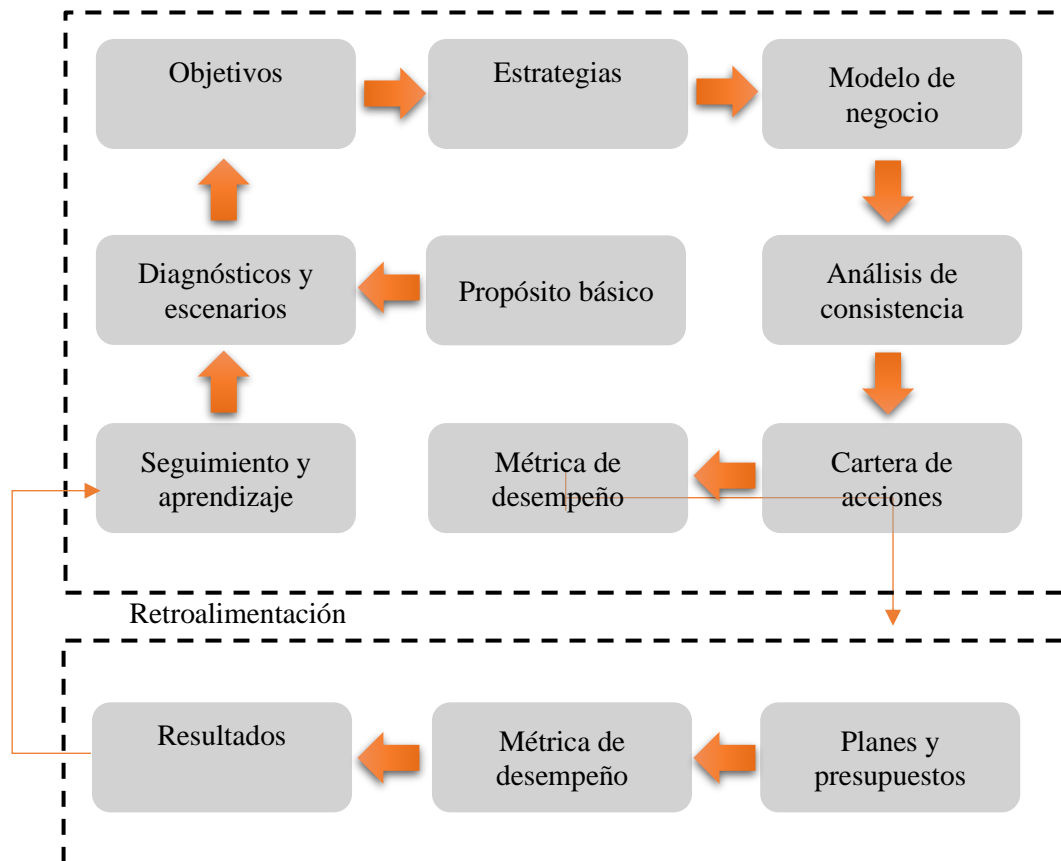 Objetivos
Estrategias
Modelo de
negocio
Diagnósticos y
escenarios
Propósito básico
Análisis de
consistencia
Seguimiento y
aprendizaje
Métrica de
desempeño
Cartera de
acciones
Retroalimentación
Resultados
Métrica de
desempeño
Planes y
presupuestos